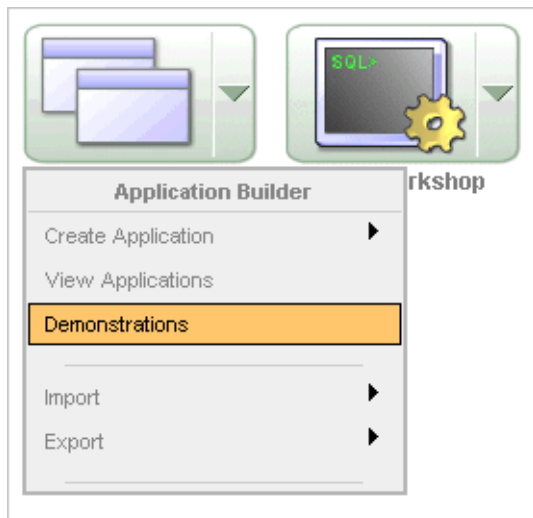 SQL>
rkshop
Application Builder
Create Application
View Applications
Demonstrations
Import
Export